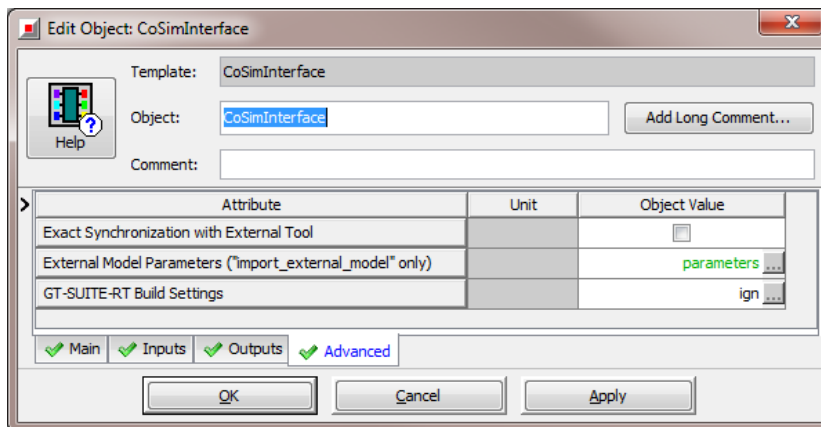 Edit Object: CoSimInterface
X
Template: CoSimInterface
Help
Object: CoSimInterface Add Long Comment...
Comment:
Attribute Unit Object Value
Exact Synchronization with External Tool
External Model Parameters ("import_external_model" only) parameters ...
GT-SUITE-RT Build Settings ign ...
Main Inputs Outputs Advanced
OK Cancel Apply